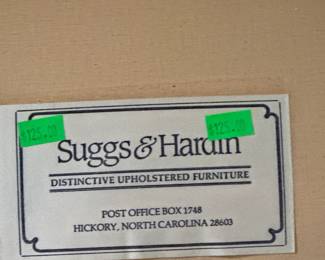 $125.00 $125.00
Suggs & Hardin
DISTINCTIVE UPHOLSTERED FURNITURE
POST OFFICE BOX 1748
HICKORY, NORTH CAROLINA 28603